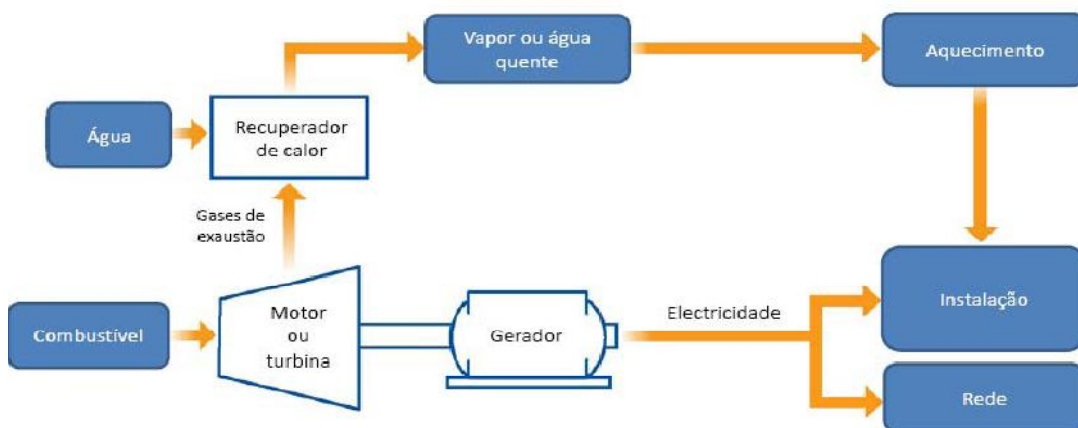 Vapor ou água
quente
Aquecimento
Água
Recuperador
de calor
Gases de
exaustão
Combustível
Motor
ou
turbina
Gerador
Electricidade
Instalação
Rede